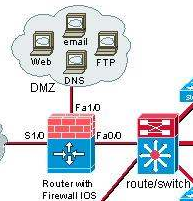 email
Web
FTP
DNS
DMZ
Fa1/0
S1/0
Fa0/0
Router with
Firewall IOS
route/switch